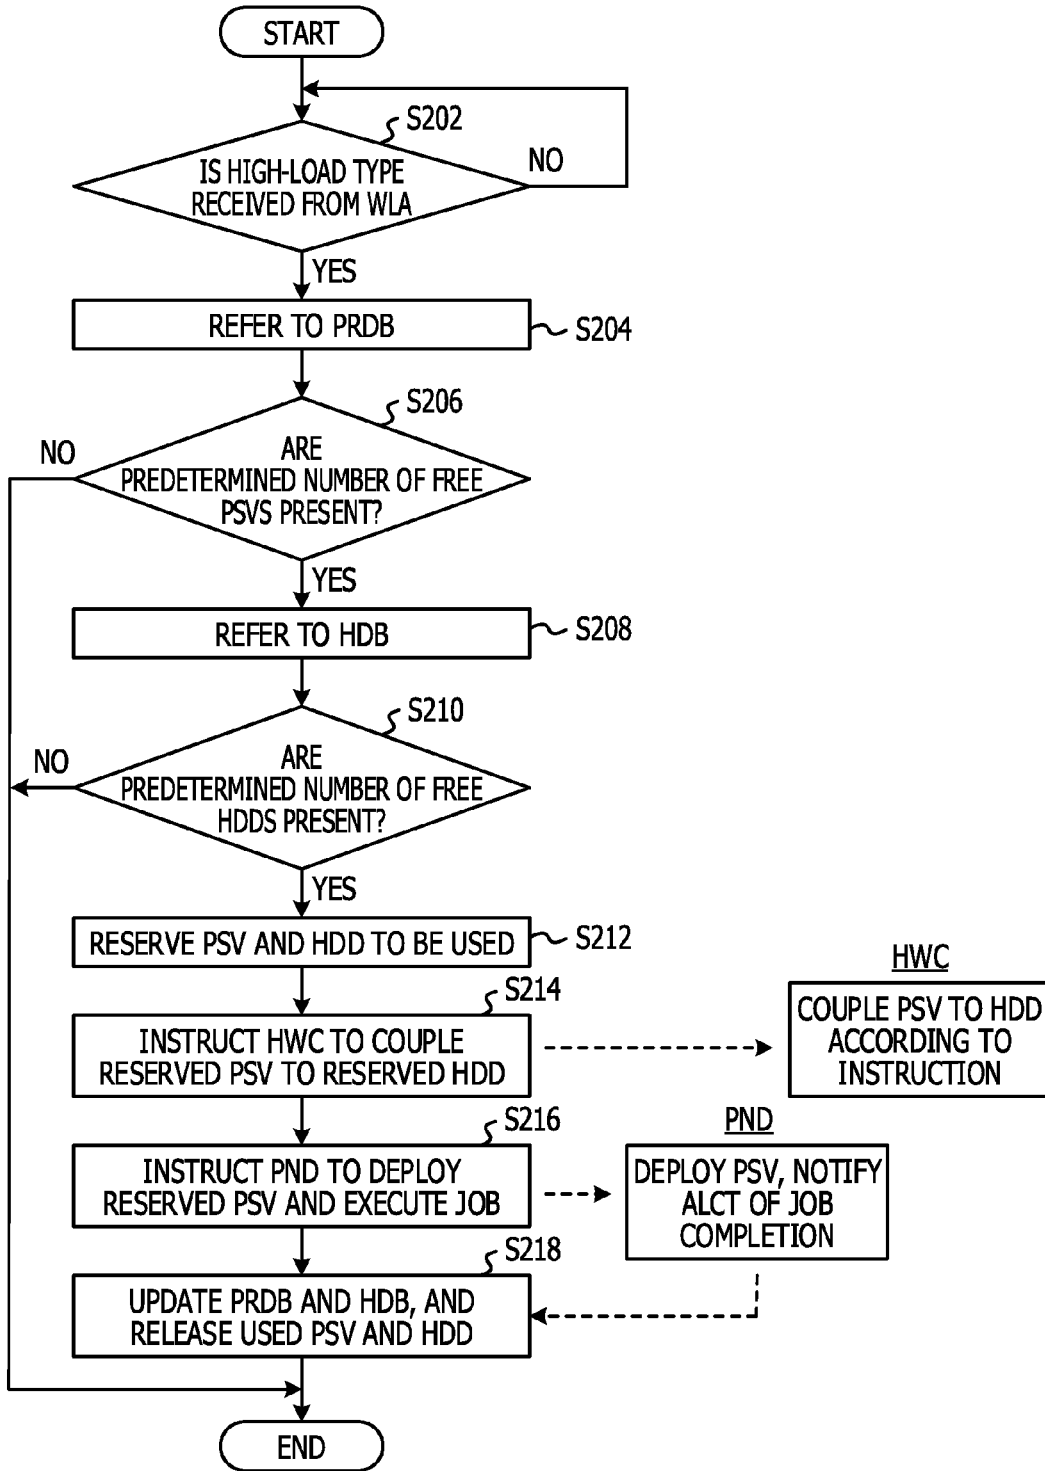 START
S202
IS HIGH-LOAD TYPE
RECEIVED FROM WLA
NO
YES
REFER TO PRDB
S204
S206
NO
ARE
PREDETERMINED NUMBER OF FREE
PSVS PRESENT?
YES
REFER TO HDB
S208
S210
NO
ARE
PREDETERMINED NUMBER OF FREE
HDDS PRESENT?
YES
RESERVE PSV AND HDD TO BE USED
S212
S214
INSTRUCT HWC TO COUPLE
RESERVED PSV TO RESERVED HDD
HWC
COUPLE PSV TO HDD
ACCORDING TO
INSTRUCTION
S216
INSTRUCT PND TO DEPLOY
RESERVED PSV AND EXECUTE JOB
PND
DEPLOY PSV, NOTIFY
ALCT OF JOB
COMPLETION
S218
UPDATE PRDB AND HDB, AND
RELEASE USED PSV AND HDD
END